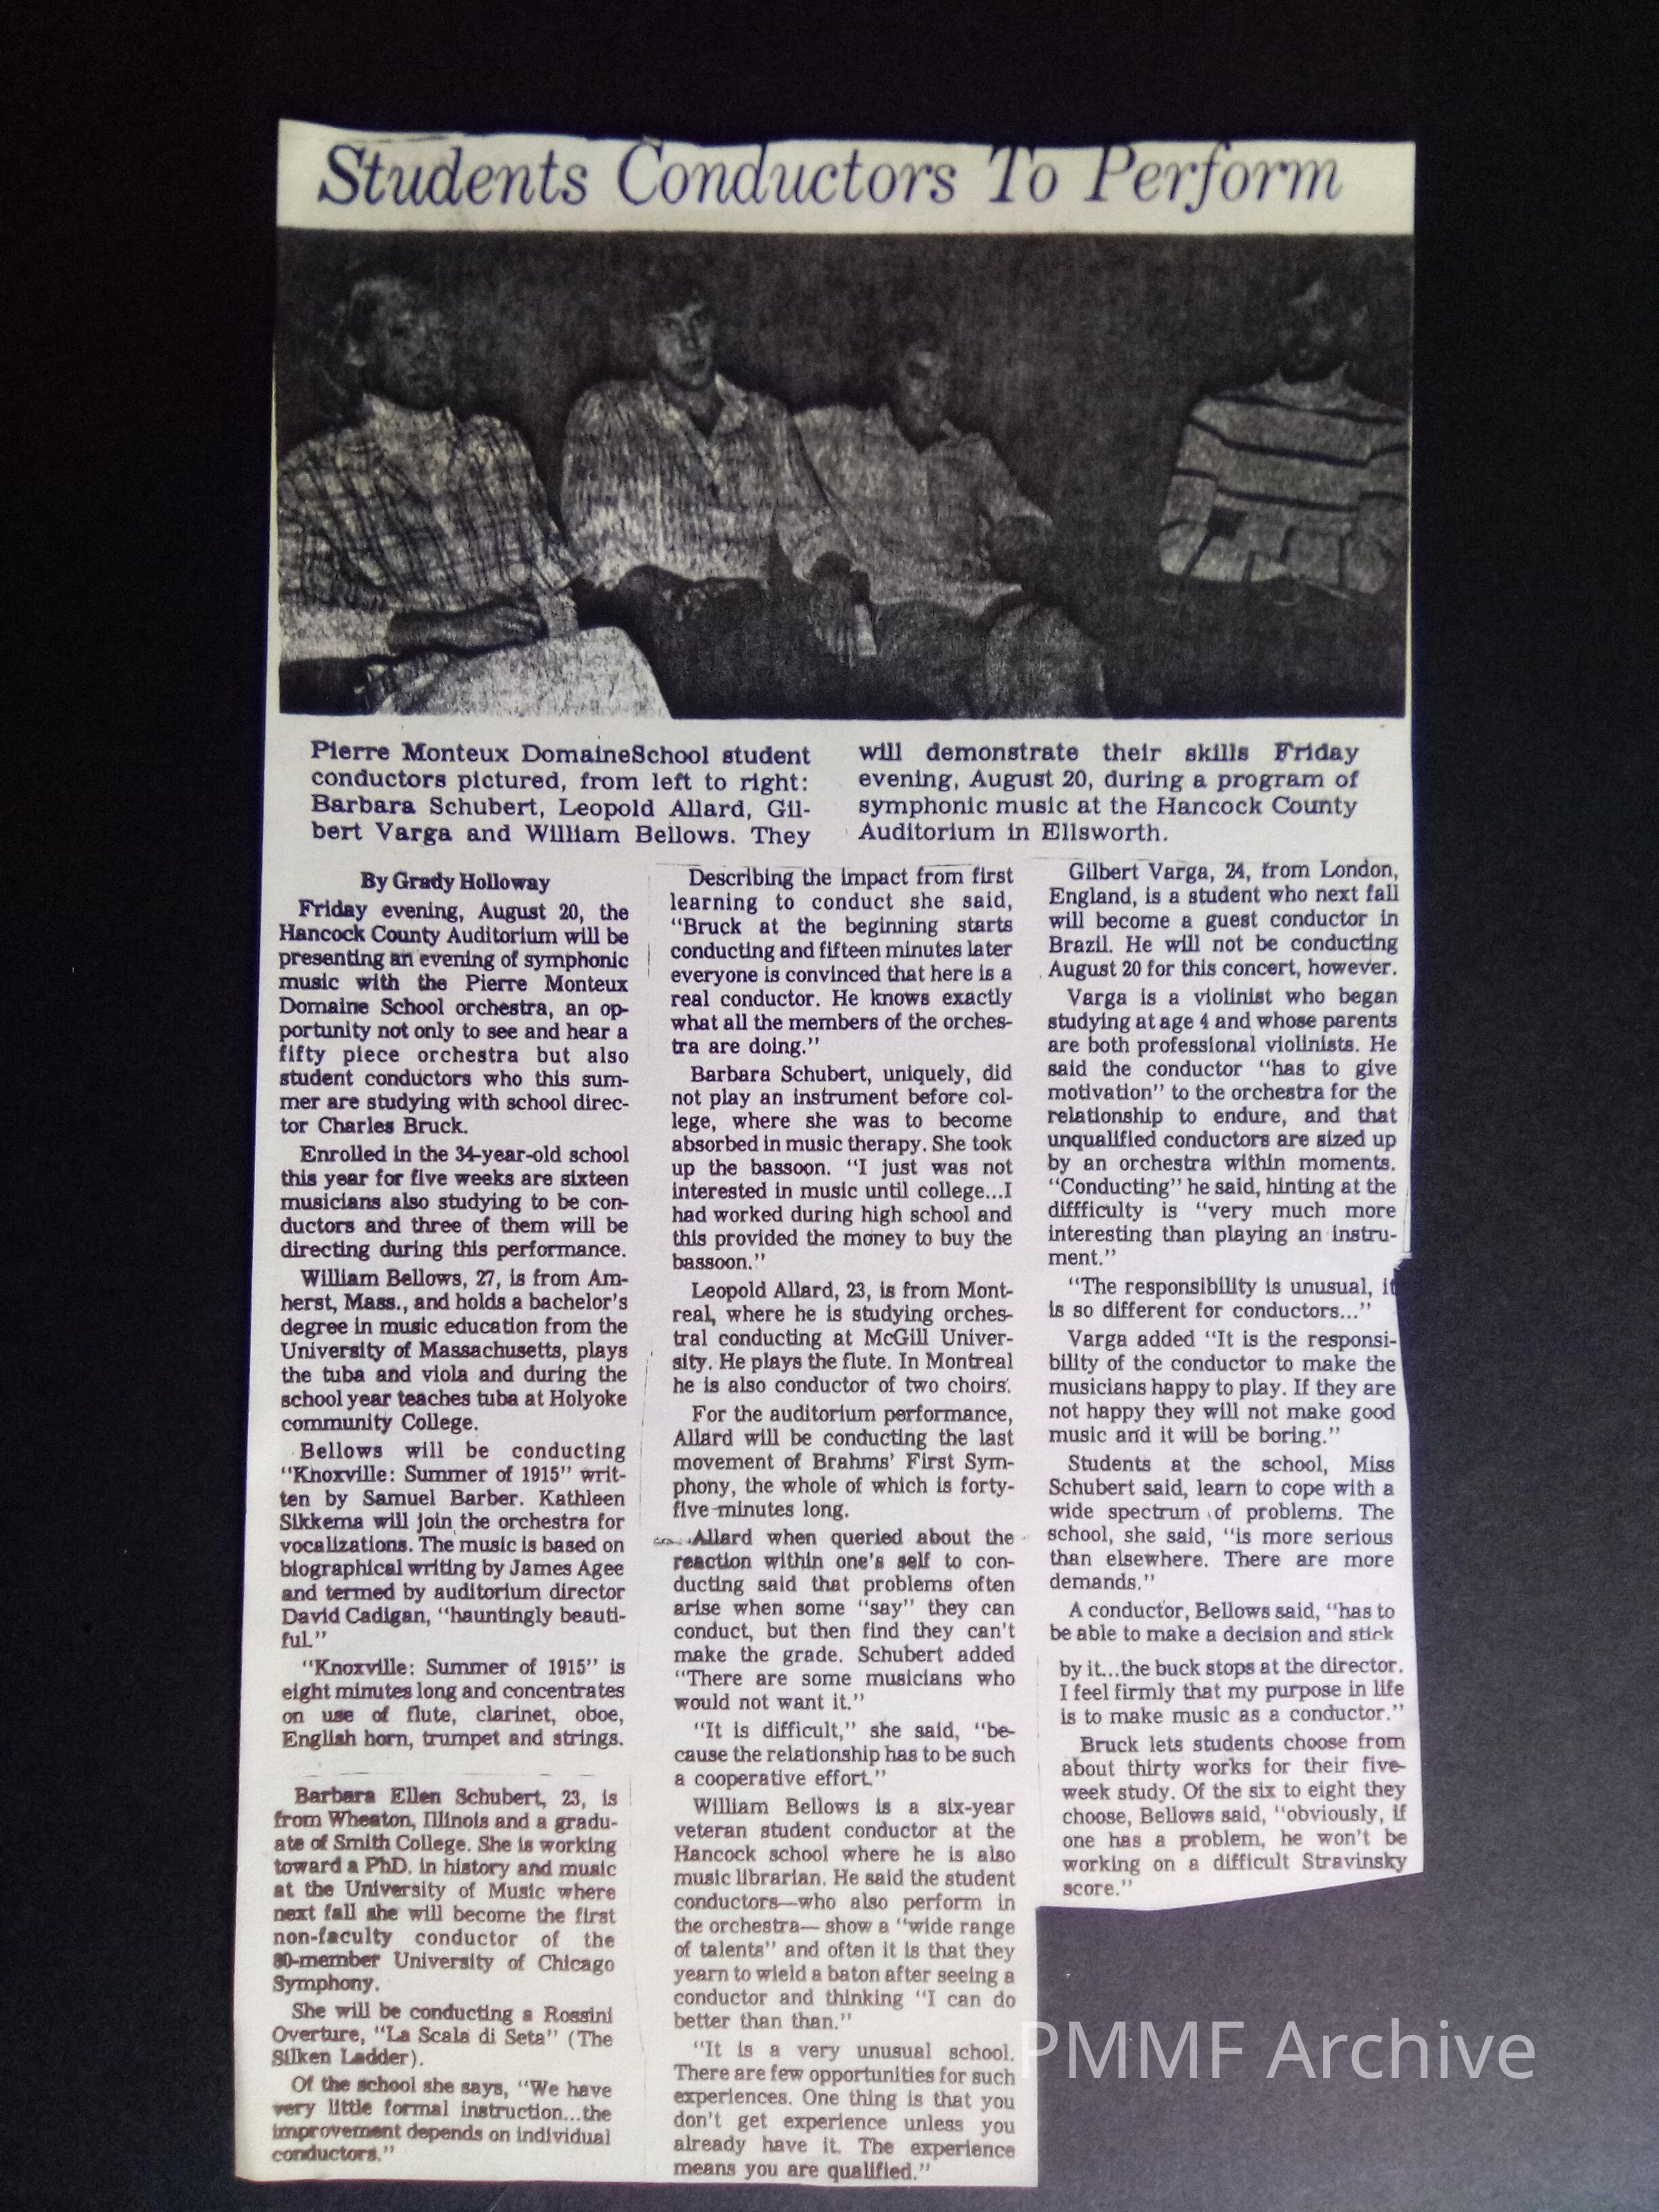 Students Conductors To Perform
Pierre Monteux DomaineSchool student
conductors pictured, from left to right:
Barbara Schubert, Leopold Allard, Gil-
bert Varga and William Bellows. They
will demonstrate their skills Friday
evening, August 20, during a program of
symphonic music at the Hancock County
Auditorium in Ellsworth.
By Grady Holloway
Friday evening, August 20, the
Hancock County Auditorium will be
presenting an evening of symphonic
music with the Pierre Monteux
Domaine School orchestra, an op-
portunity not only to see and hear a
fifty piece orchestra but also
student conductors who this sum-
mer are studying with school direc-
tor Charles Bruck.
Enrolled in the 34-year-old school
this year for five weeks are sixteen
musicians also studying to be con-
ductors and three of them will be
directing during this performance.
William Bellows, 27, is from Am-
herst, Mass., and holds a bachelor's
degree in music education from the
University of Massachusetts, plays
the tuba and viola and during the
school year teaches tuba at Holyoke
community College.
Bellows will be conducting
"Knoxville: Summer of 1915" writ-
ten by Samuel Barber. Kathleen
Sikkema will join the orchestra for
vocalizations. The music is based on
biographical writing by James Agee
and termed by auditorium director
David Cadigan, "hauntingly beauti-
ful."
"Knoxville: Summer of 1915" is
eight minutes long and concentrates
on use of flute, clarinet, oboe,
English horn, trumpet and strings.
Barbara Ellen Schubert, 23, is
from Wheaton, Illinois and a gradu-
ate of Smith College. She is working
toward a PhD. in history and music
at the University of Music where
next fall she will become the first
non-faculty conductor of the
80-member University of Chicago
Symphony.
She will be conducting a Rossini
Overture, "La Scala di Seta" (The
Silken Ladder).
Of the school she says, "We have
very little formal instruction...the
improvement depends on individual
conductors."
Describing the impact from first
learning to conduct she said,
"Bruck at the beginning starts
conducting and fifteen minutes later
everyone is convinced that here is a
real conductor. He knows exactly
what all the members of the orches-
tra are doing."
Barbara Schubert, uniquely, did
not play an instrument before col-
lege, where she was to become
absorbed in music therapy. She took
up the bassoon. "I just was not
interested in music until college...I
had worked during high school and
this provided the money to buy the
bassoon."
Leopold Allard, 23, is from Mont-
real, where he is studying orches-
tral conducting at McGill Univer-
sity. He plays the flute. In Montreal
he is also conductor of two choirs.
For the auditorium performance,
Allard will be conducting the last
movement of Brahms' First Sym-
phony, the whole of which is forty-
five minutes long.
Allard when queried about the
reaction within one's self to con-
ducting said that problems often
arise when some "say" they can
conduct, but then find they can't
make the grade. Schubert added
"There are some musicians who
would not want it."
"It is difficult," she said, "be-
cause the relationship has to be such
a cooperative effort."
William Bellows is a six-year
veteran student conductor at the
Hancock school where he is also
music librarian. He said the student
conductors—who also perform in
the orchestra— show a "wide range
of talents" and often it is that they
yearn to wield a baton after seeing a
conductor and thinking "I can do
better than than."
"It is a very unusual school.
There are few opportunities for such
experiences. One thing is that you
don't get experience unless you
already have it. The experience
means you are qualified."
Gilbert Varga, 24, from London,
England, is a student who next fall
will become a guest conductor in
Brazil. He will not be conducting
August 20 for this concert, however.
Varga is a violinist who began
studying at age 4 and whose parents
are both professional violinists. He
said the conductor "has to give
motivation" to the orchestra for the
relationship to endure, and that
unqualified conductors are sized up
by an orchestra within moments.
"Conducting" he said, hinting at the
diffficulty is "very much more
interesting than playing an instru-
ment."
"The responsibility is unusual, it
is so different for conductors..."
Varga added "It is the responsi-
bility of the conductor to make the
musicians happy to play. If they are
not happy they will not make good
music and it will be boring."
Students at the school, Miss
Schubert said, learn to cope with a
wide spectrum of problems. The
school, she said, "is more serious
than elsewhere. There are more
demands."
A conductor, Bellows said, "has to
be able to make a decision and stick
by it...the buck stops at the director.
I feel firmly that my purpose in life
is to make music as a conductor."
Bruck lets students choose from
about thirty works for their five-
week study. Of the six to eight they
choose, Bellows said, "obviously, if
one has a problem, he won't be
working on a difficult Stravinsky
score."
PMMF Archive